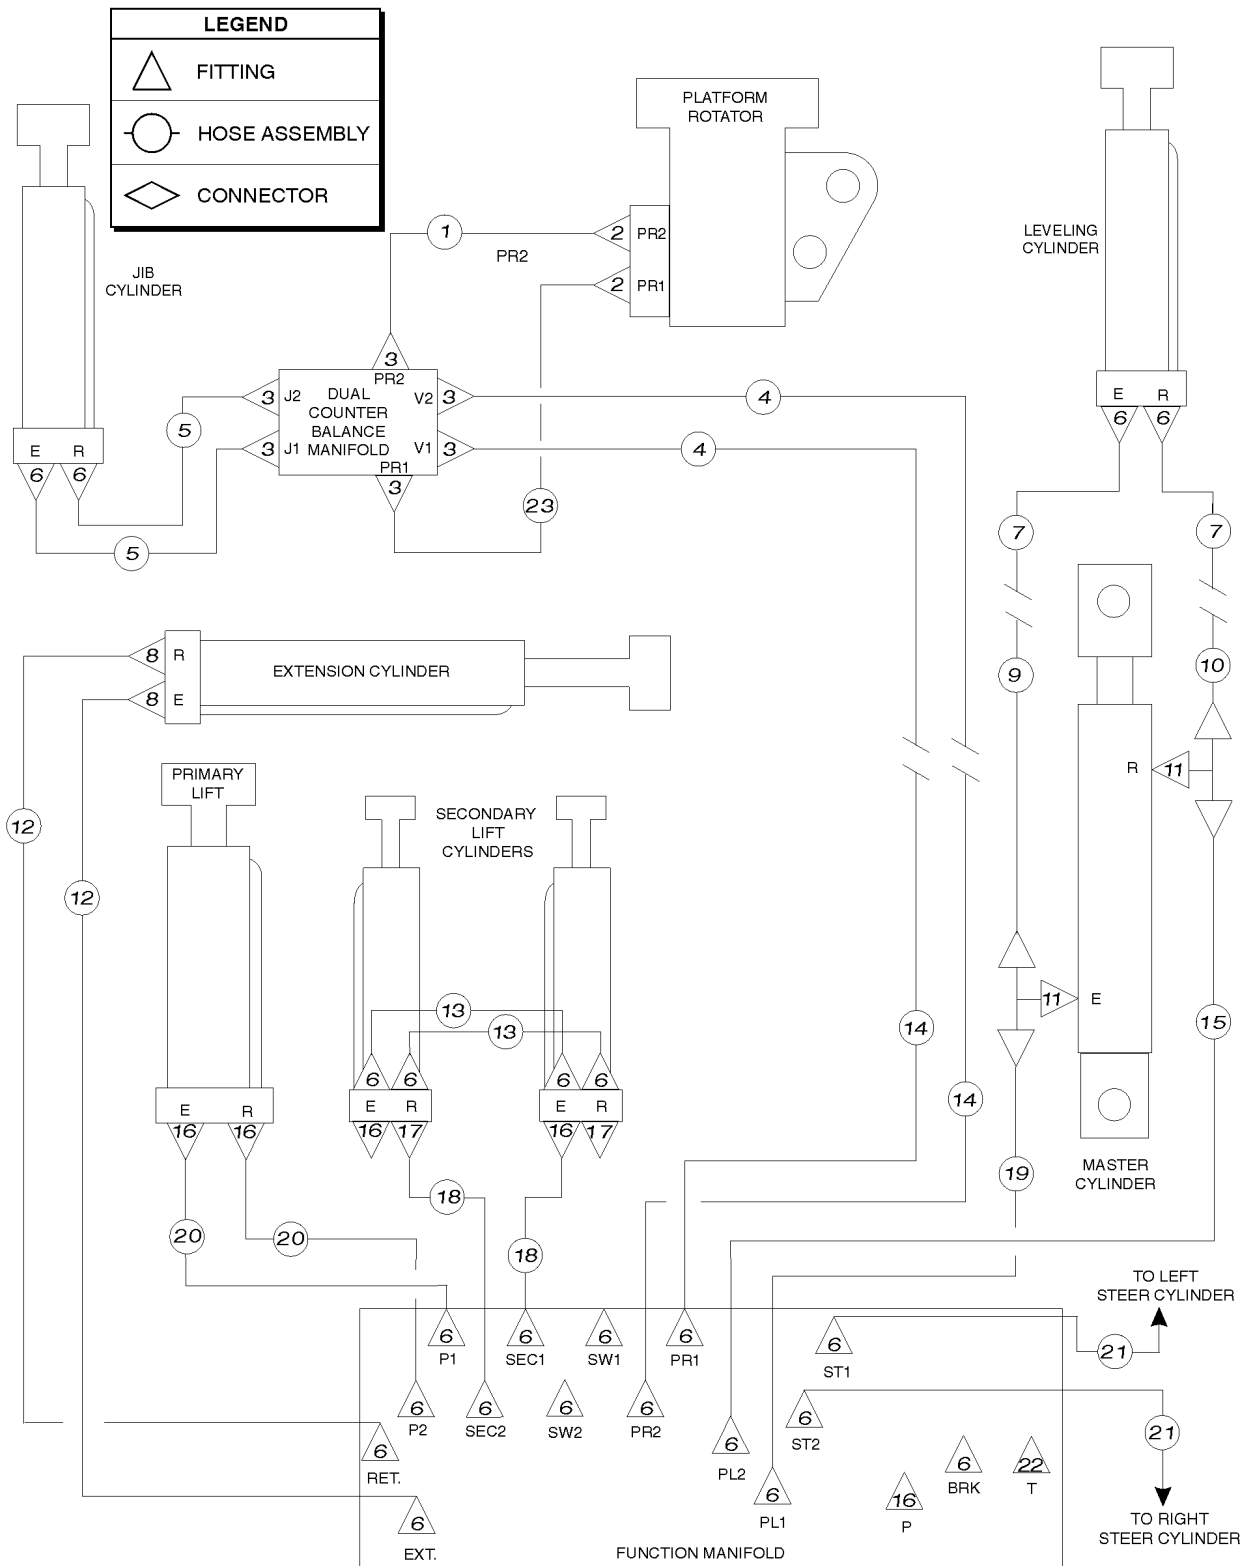 LEGEND
FITTING
HOSE ASSEMBLY
CONNECTOR
PLATFORM
ROTATOR
LEVELING
CYLINDER
JIB
CYLINDER
1
PR2
2
PR2
2
PR1
3
PR2
DUAL
COUNTER
BALANCE
MANIFOLD
3
J2
V2
3
4
3
J1
V1
3
4
PR1
3
5
5
23
E
R
6
6
E
R
6
6
7
7
9
10
8
R
8
E
EXTENSION CYLINDER
PRIMARY
LIFT
SECONDARY
LIFT
CYLINDERS
12
12
R
11
11
E
13
13
14
14
15
6
6
6
6
E
R
E
R
E
R
16
16
16
17
16
17
18
18
19
20
20
MASTER
CYLINDER
TO LEFT
STEER CYLINDER
6
P1
6
SEC1
6
SW1
6
PR1
6
ST1
21
6
P2
6
SEC2
6
SW2
6
PR2
6
PL2
6
ST2
21
6
RET.
6
EXT.
6
PL1
16
P
6
BRK
22
T
TO RIGHT
STEER CYLINDER
FUNCTION MANIFOLD